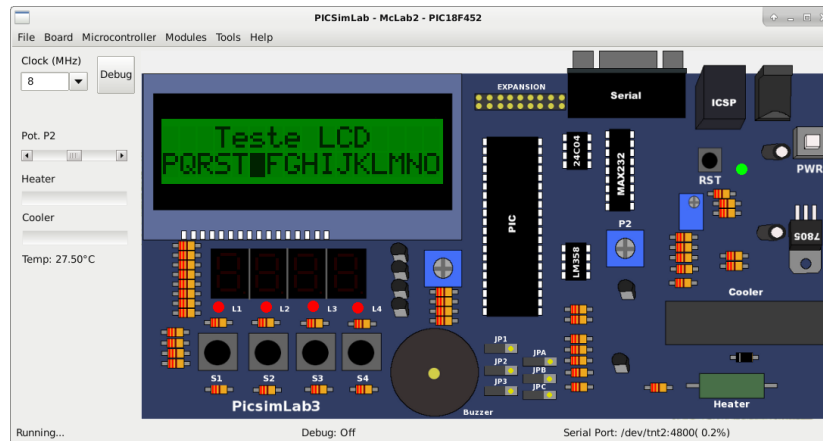 PICSimLab - McLab2 - PIC18F452
File Board Microcontroller Modules Tools Help
Clock (MHz)
8
Debug
Pot. P2
Heater
Cooler
Temp: 27.50°C
Teste LCD
PQRST FGHIJKLMNO
EXPANSION
Serial
ICSP
24C04
MAX232
RST
PWR
PIC
P2
LM358
7805
Cooler
L1 L2 L3 L4
JP1
JP2
JP3
JPA
JPB
JPC
S1 S2 S3 S4
PicsimLab3
Buzzer
Heater
Running...
Debug: Off
Serial Port: /dev/tnt2:4800( 0.2%)